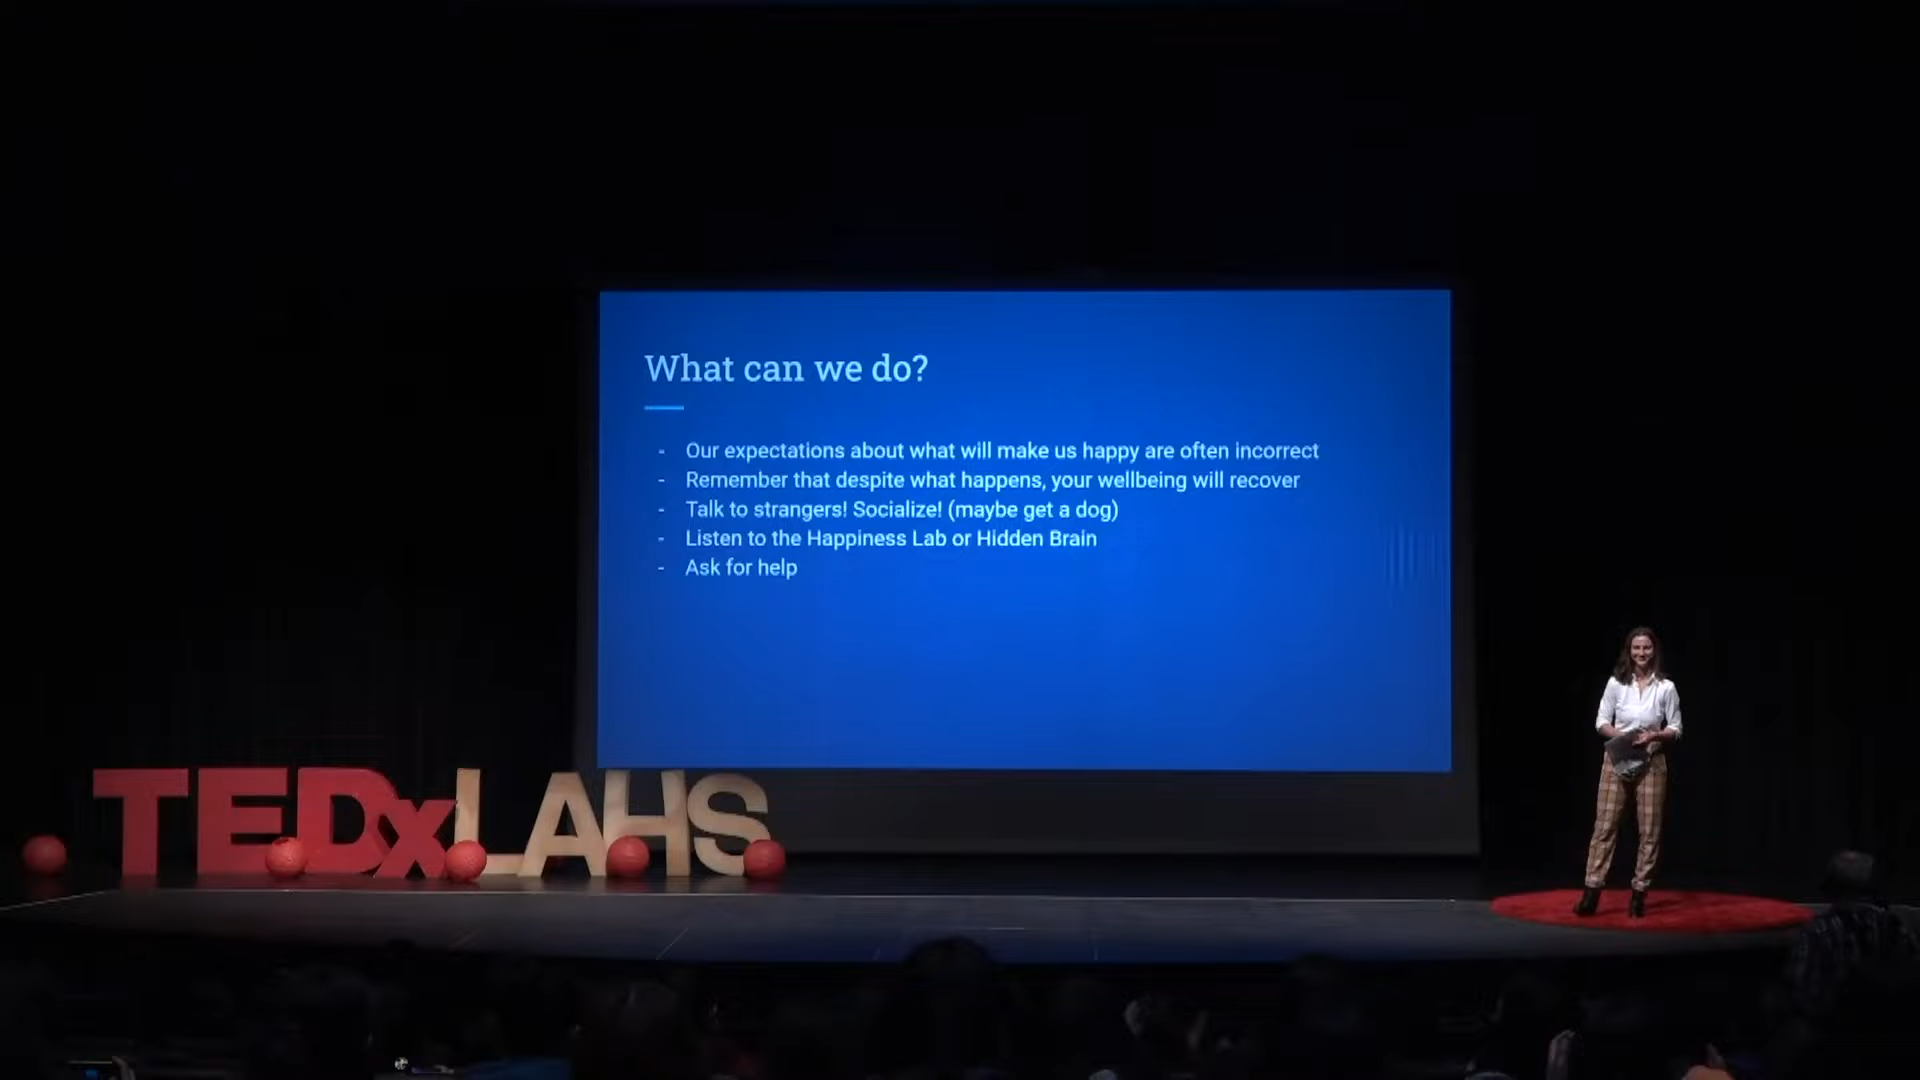 What can we do?
- Our expectations about what will make us happy are often incorrect
- Remember that despite what happens, your wellbeing will recover
- Talk to strangers! Socialize! (maybe get a dog)
- Listen to the Happiness Lab or Hidden Brain
- Ask for help
TEDxLAHS